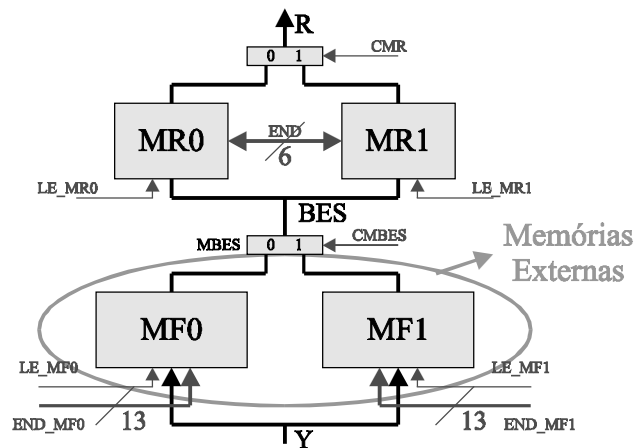 R
0 1
CMR
MR0
END
6
MR1
LE_MR0
LE_MR1
BES
MBES
0 1
CMBES
Memórias
Externas
MF0
MF1
LE_MF0
LE_MF1
END_MF0
13
13
END_MF1
Y